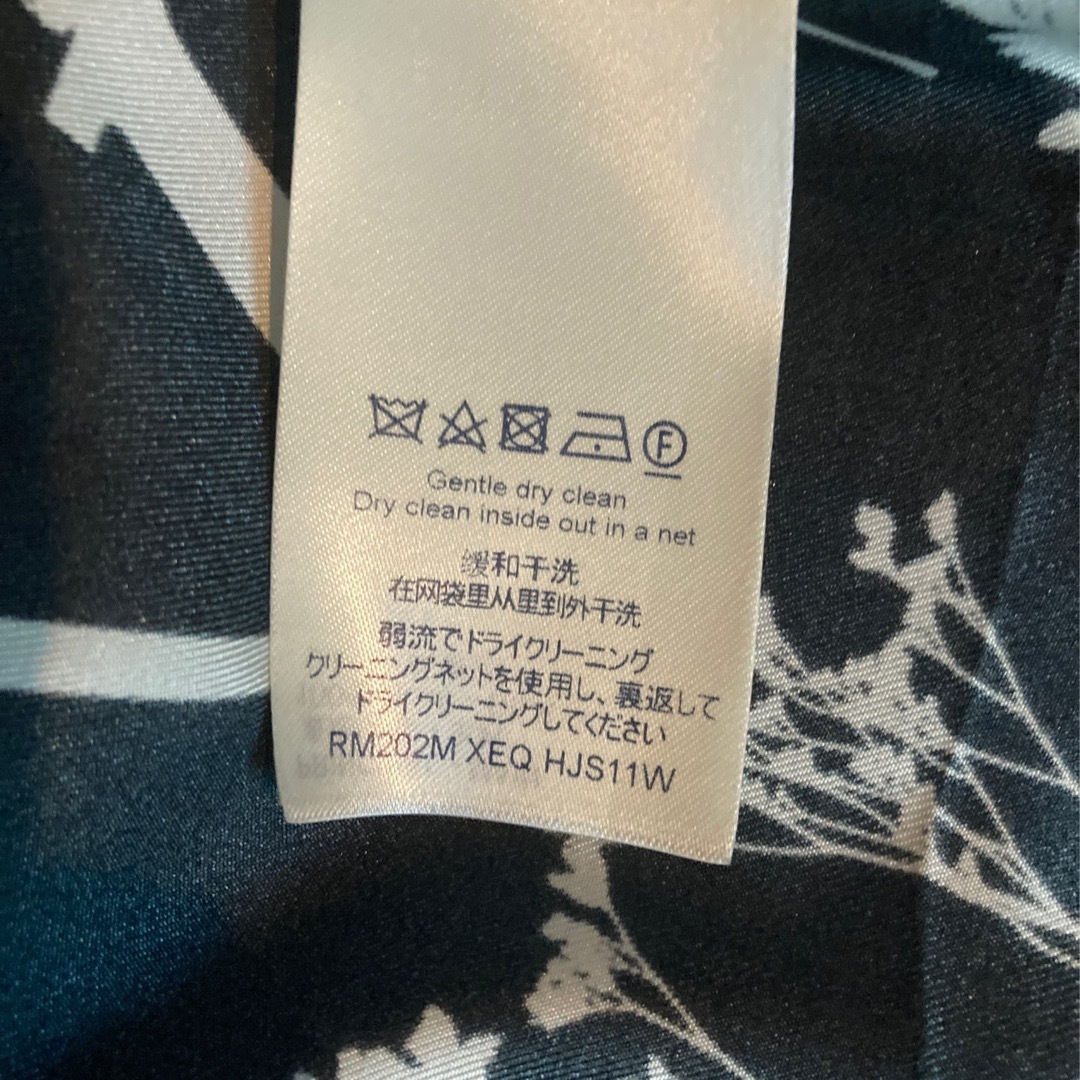 F
Gentle dry clean
Dry clean inside out in a net
缓和干洗
在网袋里从里到外干洗
弱流でドライクリーニング
クリーニングネットを使用し、裏返して
ドライクリーニングしてください
RM202M XEQ HJS11W